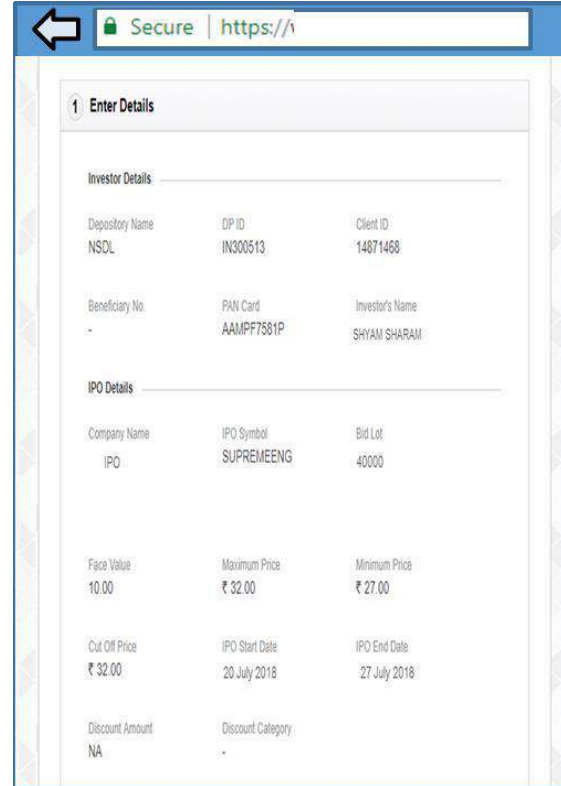 Secure | https://
1 Enter Details
Investor Details
Depository Name DP ID Client ID
NSDL IN300513 14871468
Beneficiary No. PAN Card Investor's Name
- AAMPF7581P SHYAM SHARAM
IPO Details
Company Name IPO Symbol Bid Lot
IPO SUPREMEENG 40000
Face Value Maximum Price Minimum Price
10.00 ₹ 32.00 ₹ 27.00
Cut Off Price IPO Start Date IPO End Date
₹ 32.00 20 July 2018 27 July 2018
Discount Amount Discount Category
NA -